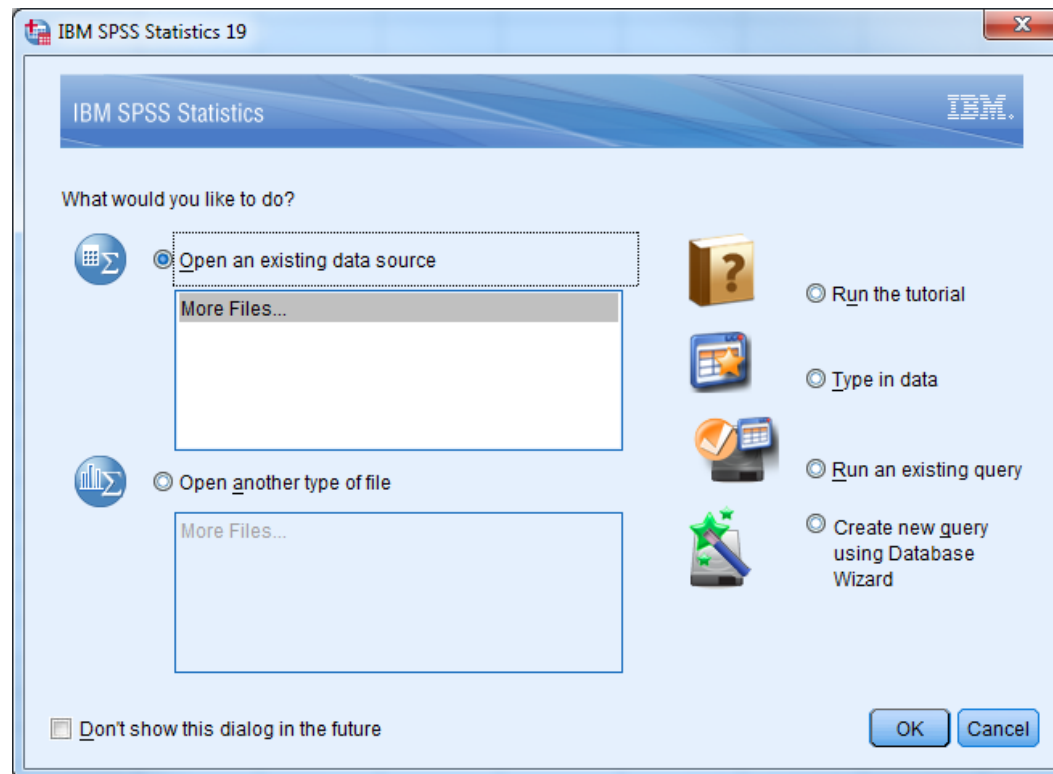 IBM SPSS Statistics 19
IBM SPSS Statistics
IBM.
What would you like to do?
Open an existing data source
More Files...
Open another type of file
More Files...
?
Run the tutorial
Type in data
Run an existing query
Create new query
using Database
Wizard
Don't show this dialog in the future
OK
Cancel